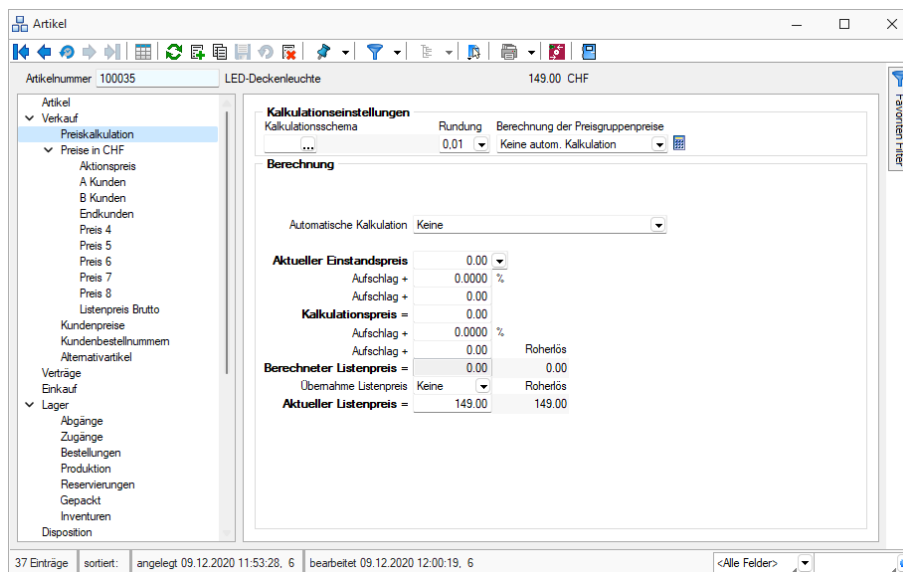 Artikel
Artikelnummer 100035 LED-Deckenleuchte 149.00 CHF
Favoriten Filter
Artikel
Verkauf
Preiskalkulation
Preise in CHF
Aktionspreis
A Kunden
B Kunden
Endkunden
Preis 4
Preis 5
Preis 6
Preis 7
Preis 8
Listenpreis Brutto
Kundenpreise
Kundenbestellnummern
Alternativartikel
Verträge
Einkauf
Lager
Abgänge
Zugänge
Bestellungen
Produktion
Reservierungen
Gepackt
Inventuren
Disposition
Kalkulationseinstellungen
Kalkulationsschema Rundung Berechnung der Preisgruppenpreise
... 0,01 Keine autom. Kalkulation
Berechnung
Automatische Kalkulation Keine
Aktueller Einstandspreis 0.00
Aufschlag + 0.0000 %
Aufschlag + 0.00
Kalkulationspreis = 0.00
Aufschlag + 0.0000 %
Aufschlag + 0.00 Roherlös
Berechneter Listenpreis = 0.00 0.00
Übernahme Listenpreis Keine Roherlös
Aktueller Listenpreis = 149.00 149.00
37 Einträge sortiert: angelegt 09.12.2020 11:53:28, 6 bearbeitet 09.12.2020 12:00:19, 6 <Alle Felder>